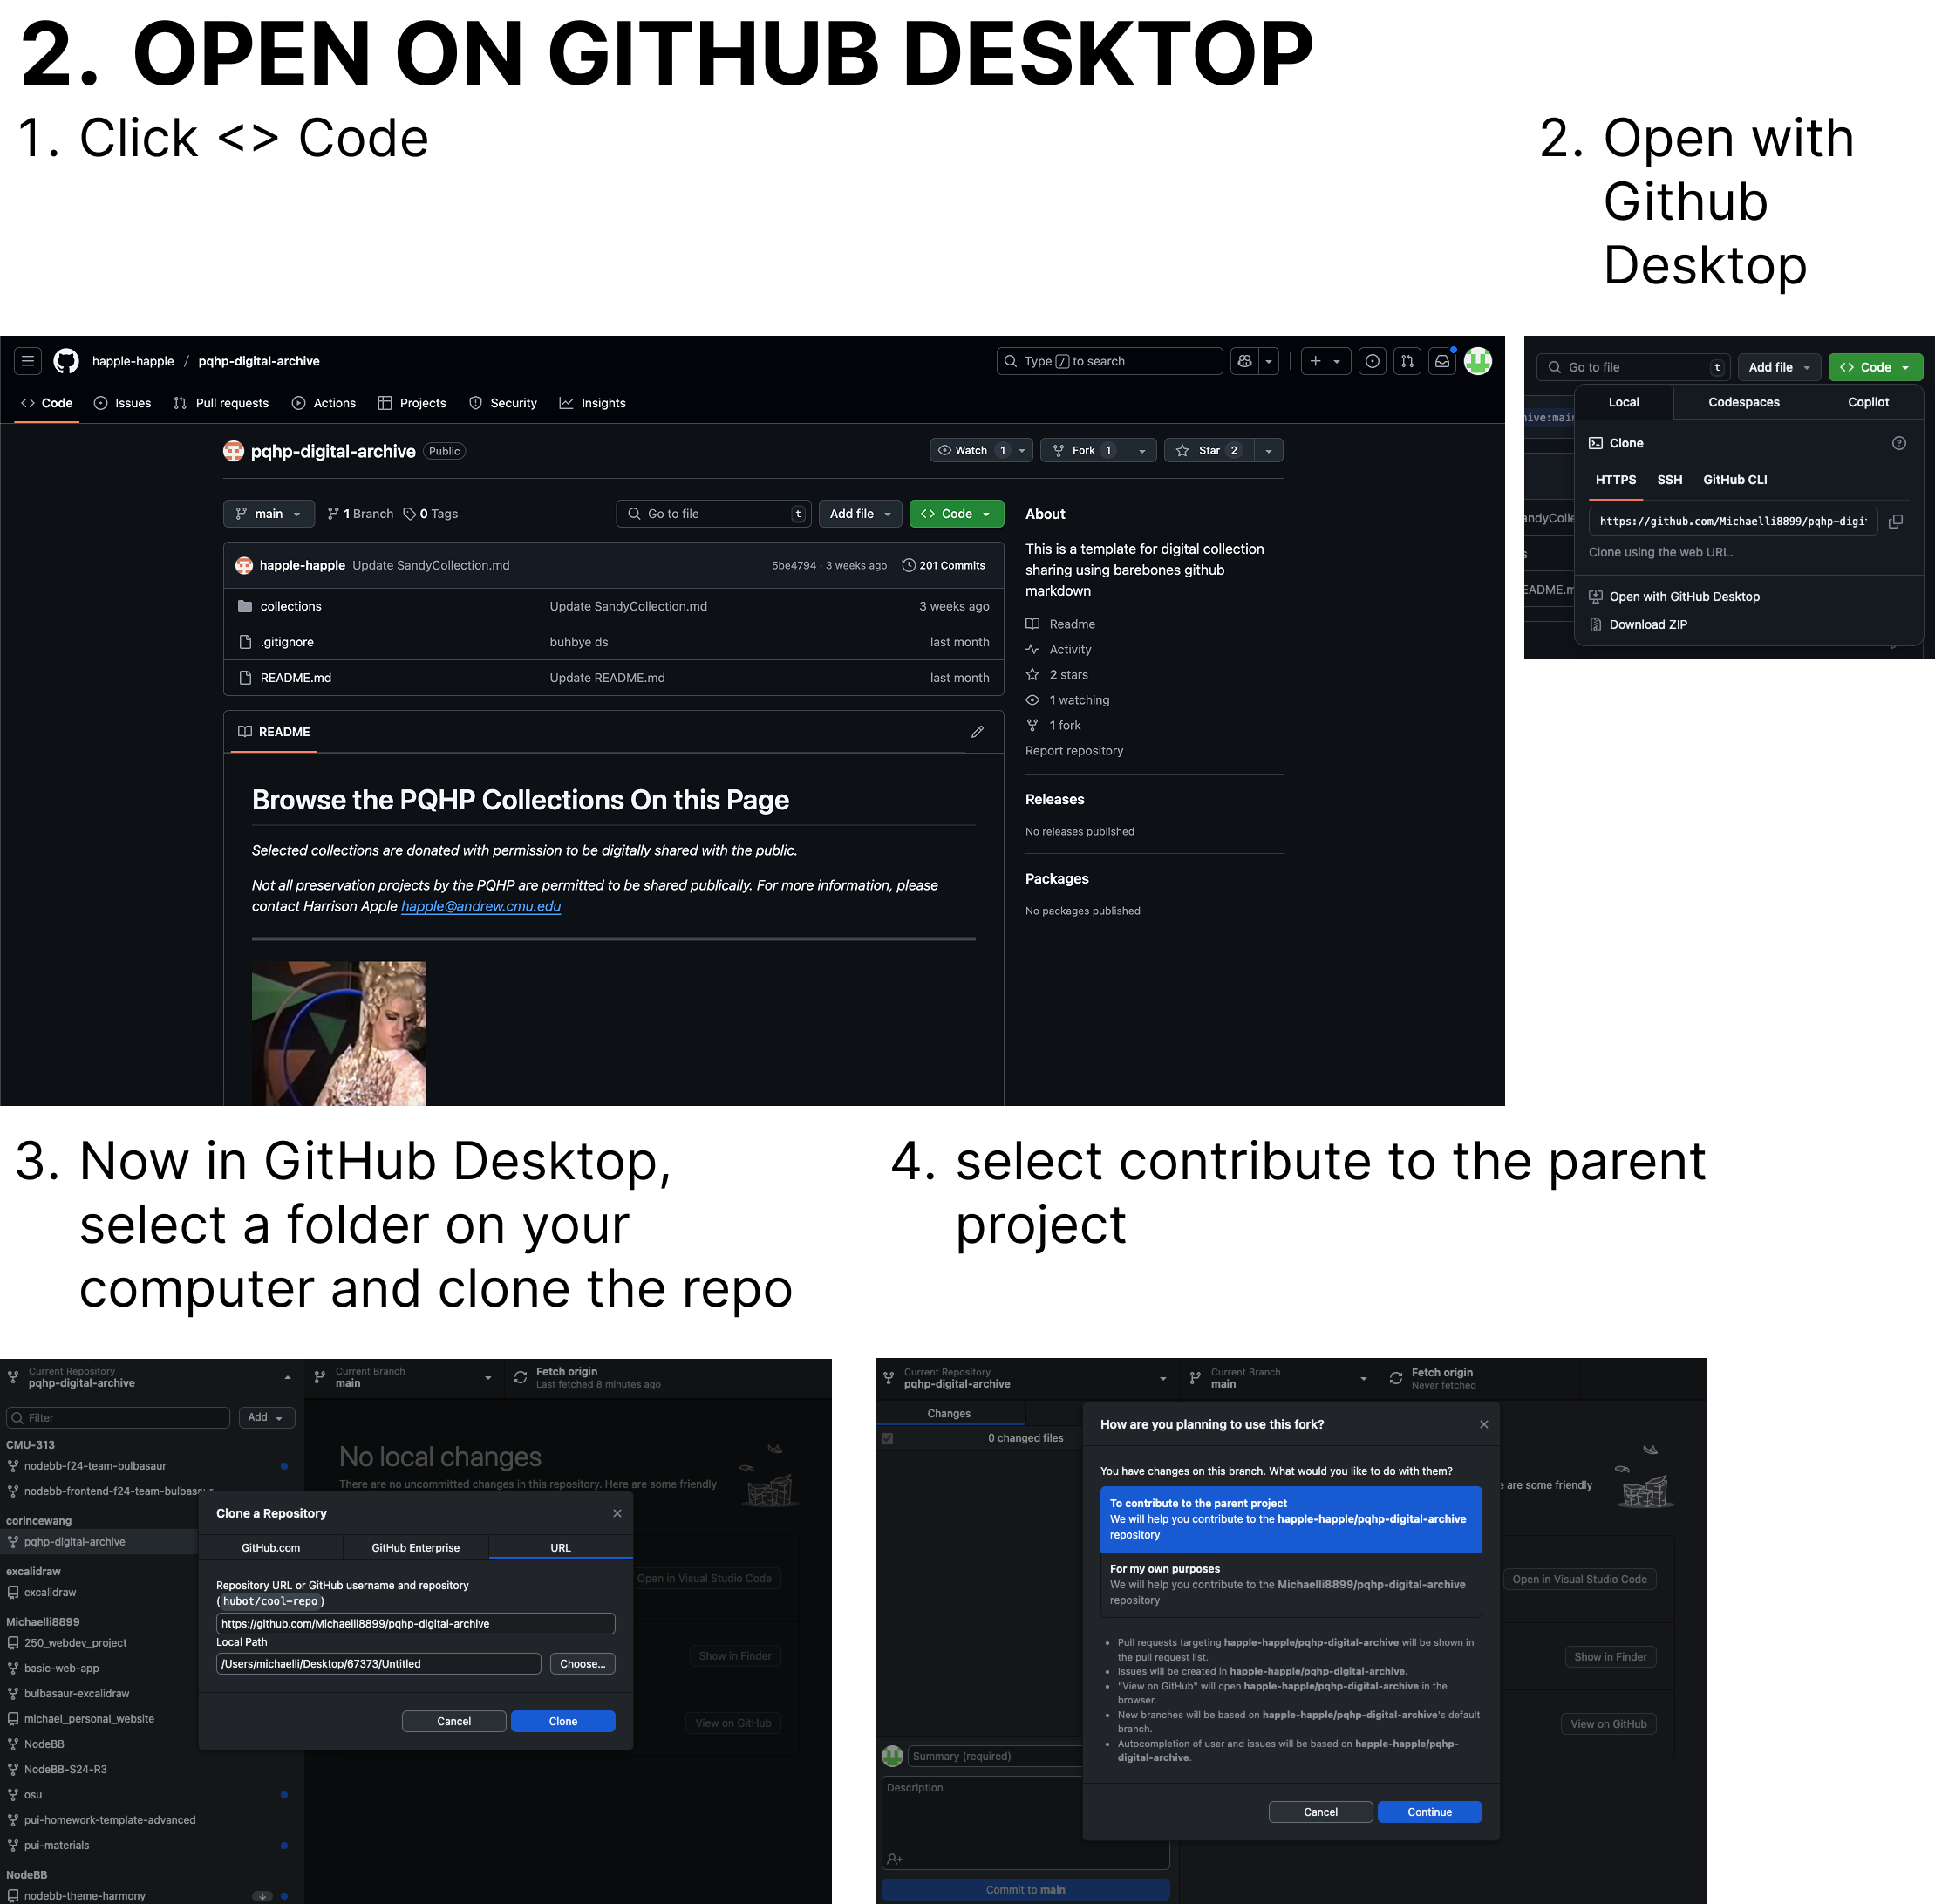 2. OPEN ON GITHUB DESKTOP
1. Click <> Code
2. Open with
Github
Desktop
happle-happle / pqhp-digital-archive
Type / to search
Code Issues Pull requests Actions Projects Security Insights
pqhp-digital-archive Public
Watch 1 Fork 1 Star 2
main 1 Branch 0 Tags Go to file t Add file <> Code
happle-happle Update SandyCollection.md 5be4794 · 3 weeks ago 201 Commits
collections Update SandyCollection.md 3 weeks ago
.gitignore buhbye ds last month
README.md Update README.md last month
README
Browse the PQHP Collections On this Page
Selected collections are donated with permission to be digitally shared with the public.
Not all preservation projects by the PQHP are permitted to be shared publically. For more information, please
contact Harrison Apple happle@andrew.cmu.edu
About
This is a template for digital collection
sharing using barebones github
markdown
Readme
Activity
2 stars
1 watching
1 fork
Report repository
Releases
No releases published
Packages
No packages published
Go to file t Add file <> Code
Local Codespaces Copilot
Clone
HTTPS SSH GitHub CLI
https://github.com/Michaelli8899/pqhp-digi
Clone using the web URL.
Open with GitHub Desktop
Download ZIP
3. Now in GitHub Desktop,
select a folder on your
computer and clone the repo
Current Repository
pqhp-digital-archive
Current Branch
main
Fetch origin
Last fetched 8 minutes ago
Filter Add
CMU-313
nodebb-f24-team-bulbasaur
nodebb-frontend-f24-team-bulbasaur
corincewang
pqhp-digital-archive
excalidraw
excalidraw
Michaelli8899
250_webdev_project
basic-web-app
bulbasaur-excalidraw
michael_personal_website
NodeBB
NodeBB-S24-R3
osu
pui-homework-template-advanced
pui-materials
NodeBB
nodebb-theme-harmony
No local changes
There are no uncommitted changes in this repository. Here are some friendly
Open in Visual Studio Code
Show in Finder
View on GitHub
Clone a Repository
GitHub.com GitHub Enterprise URL
Repository URL or GitHub username and repository
(hubot/cool-repo)
https://github.com/Michaelli8899/pqhp-digital-archive
Local Path
/Users/michaelli/Desktop/67373/Untitled Choose...
Cancel Clone
4. select contribute to the parent
project
Current Repository
pqhp-digital-archive
Current Branch
main
Fetch origin
Never fetched
Changes
0 changed files
How are you planning to use this fork?
You have changes on this branch. What would you like to do with them?
To contribute to the parent project
We will help you contribute to the happle-happle/pqhp-digital-archive
repository
For my own purposes
We will help you contribute to the Michaelli8899/pqhp-digital-archive
repository
• Pull requests targeting happle-happle/pqhp-digital-archive will be shown in
the pull request list.
• Issues will be created in happle-happle/pqhp-digital-archive.
• "View on GitHub" will open happle-happle/pqhp-digital-archive in the
browser.
• New branches will be based on happle-happle/pqhp-digital-archive's default
branch.
• Autocompletion of user and issues will be based on happle-happle/pqhp-
digital-archive.
Cancel Continue
are some friendly
Open in Visual Studio Code
Show in Finder
View on GitHub
Summary (required)
Description
Commit to main